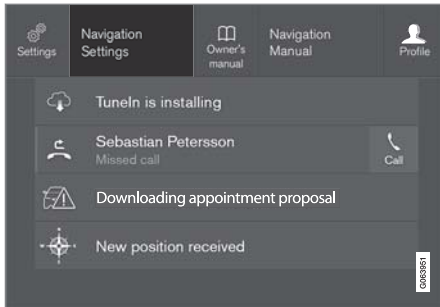 Settings
Navigation
Settings
Owner's
manual
Navigation
Manual
Profile
TuneIn is installing
Sebastian Petersson
Missed call
Call
Downloading appointment proposal
New position received
G063951